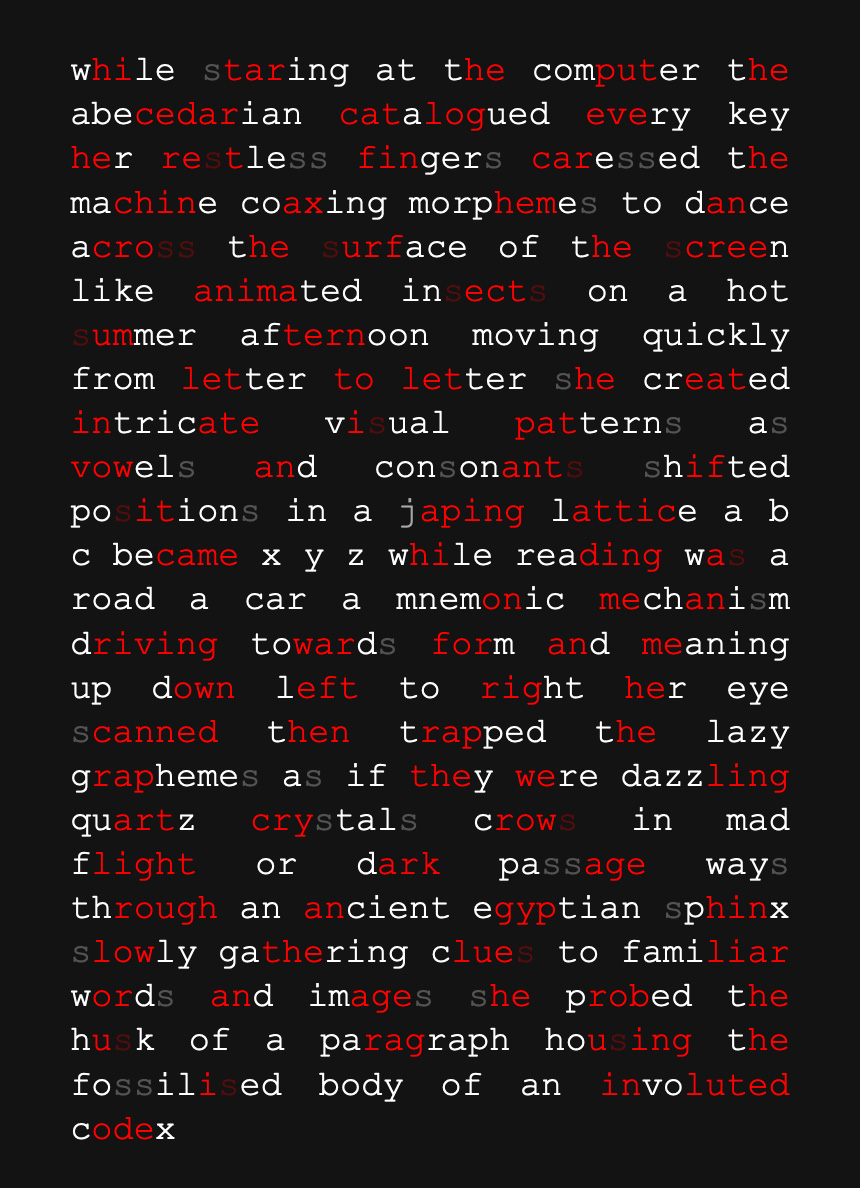 while staring at the computer the
abecedarian catalogued every key
her restless fingers caressed the
machine coaxing morphemes to dance
across the surface of the screen
like animated insects on a hot
summer afternoon moving quickly
from letter to letter she created
intricate visual patterns as
vowels and consonants shifted
positions in a japing lattice a b
c became x y z while reading was a
road a car a mnemonic mechanism
driving towards form and meaning
up down left to right her eye
scanned then trapped the lazy
graphemes as if they were dazzling
quartz crystals crows in mad
flight or dark passage ways
through an ancient egyptian sphinx
slowly gathering clues to familiar
words and images she probed the
husk of a paragraph housing the
fossilised body of an involuted
codex